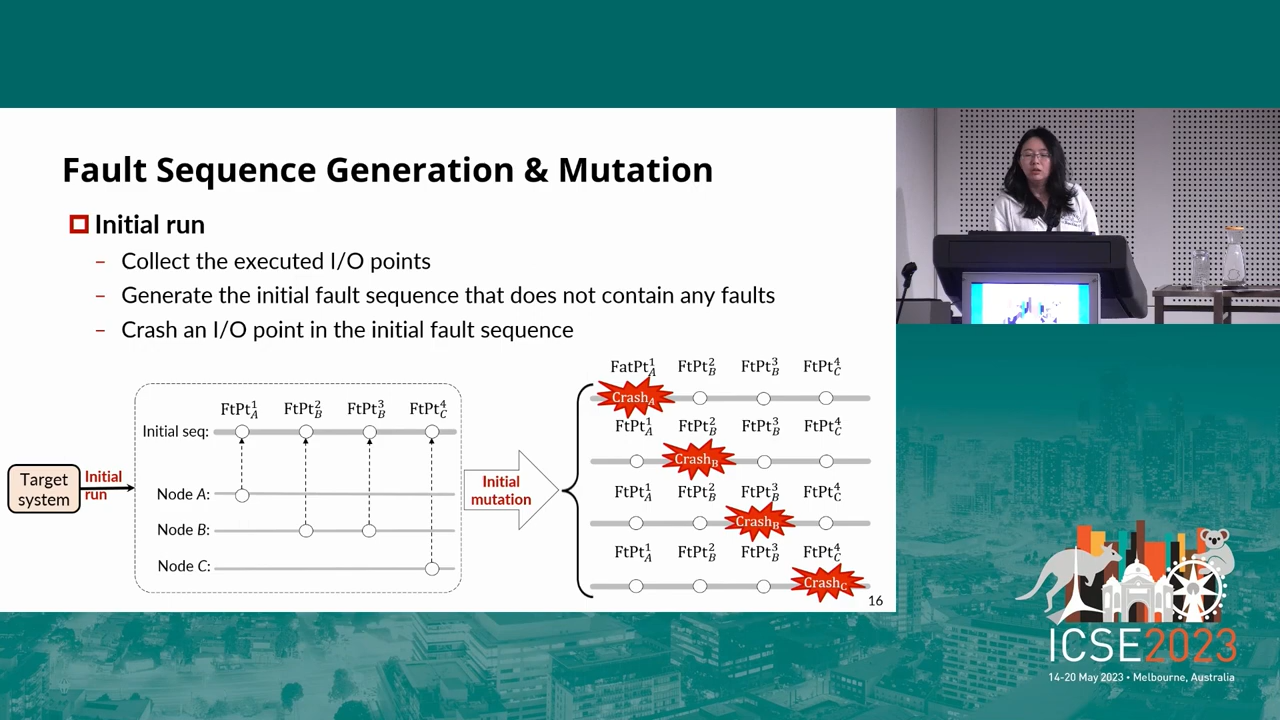 Fault Sequence Generation & Mutation
Initial run
– Collect the executed I/O points
– Generate the initial fault sequence that does not contain any faults
– Crash an I/O point in the initial fault sequence
Target
system
Initial
run
FtPt¹_A FtPt²_B FtPt³_B FtPt⁴_C
Initial seq:
Node A:
Node B:
Node C:
Initial
mutation
FatPt¹_A FtPt²_B FtPt³_B FtPt⁴_C
Crash_A
FtPt¹_A FtPt²_B FtPt³_B FtPt⁴_C
Crash_B
FtPt¹_A FtPt²_B FtPt³_B FtPt⁴_C
Crash_B
FtPt¹_A FtPt²_B FtPt³_B FtPt⁴_C
Crash_C
16
ICSE2023
14-20 May 2023 • Melbourne, Australia